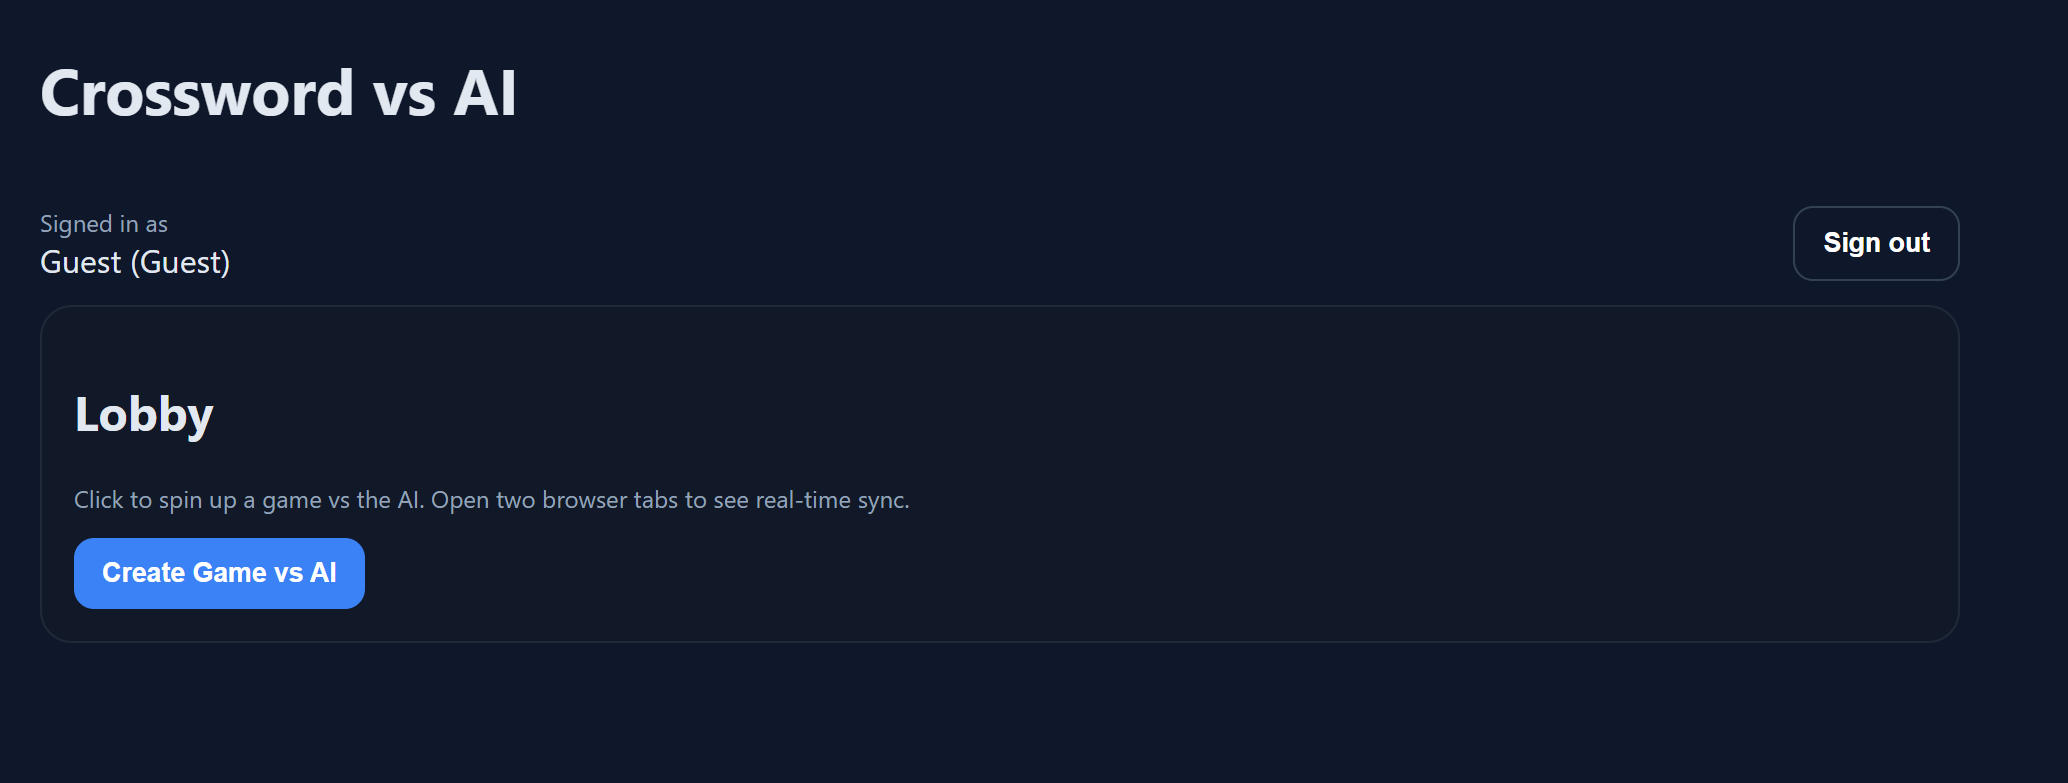 Crossword vs AI
Signed in as
Guest (Guest)
Sign out
Lobby
Click to spin up a game vs the AI. Open two browser tabs to see real-time sync.
Create Game vs AI